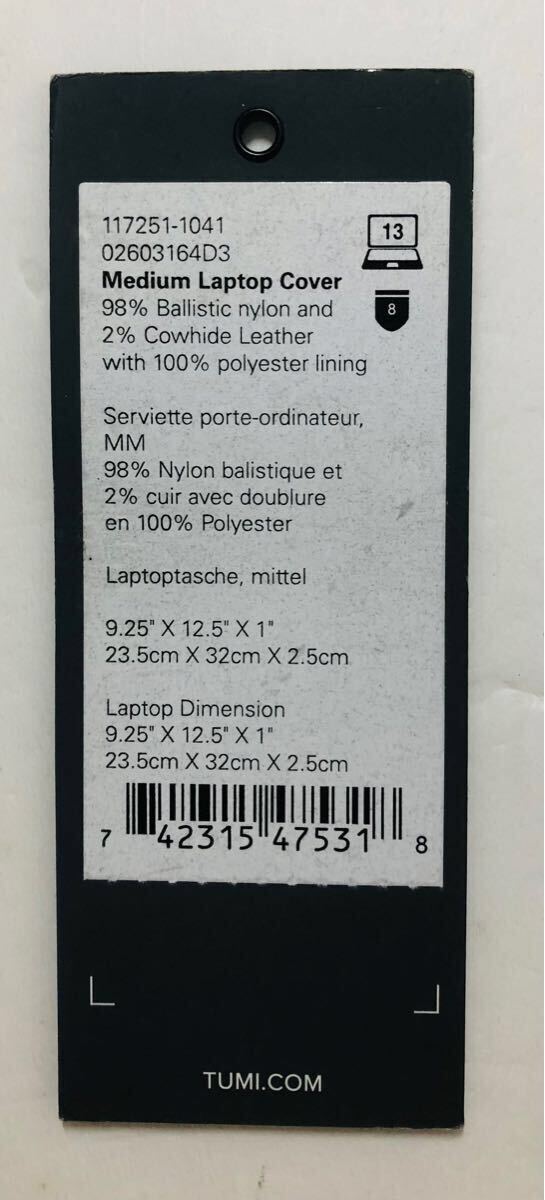 117251-1041
13
02603164D3
Medium Laptop Cover
98% Ballistic nylon and
8
2% Cowhide Leather
with 100% polyester lining
Serviette porte-ordinateur,
MM
98% Nylon balistique et
2% cuir avec doublure
en 100% Polyester
Laptoptasche, mittel
9.25" X 12.5" X 1"
23.5cm X 32cm X 2.5cm
Laptop Dimension
9.25" X 12.5" X 1"
23.5cm X 32cm X 2.5cm
7 42315 47531 8
TUMI.COM